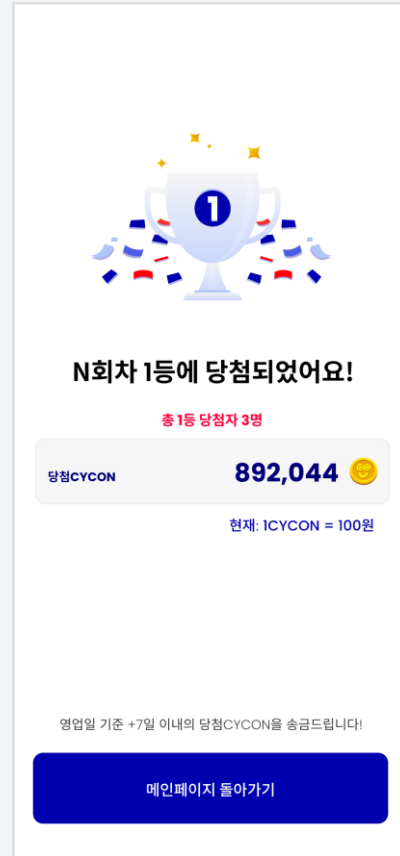 1
N회차 1등에 당첨되었어요!
총 1등 당첨자 3명
당첨CYCON 892,044
현재: 1CYCON = 100원
영업일 기준 +7일 이내의 당첨CYCON을 송금드립니다!
메인페이지 돌아가기